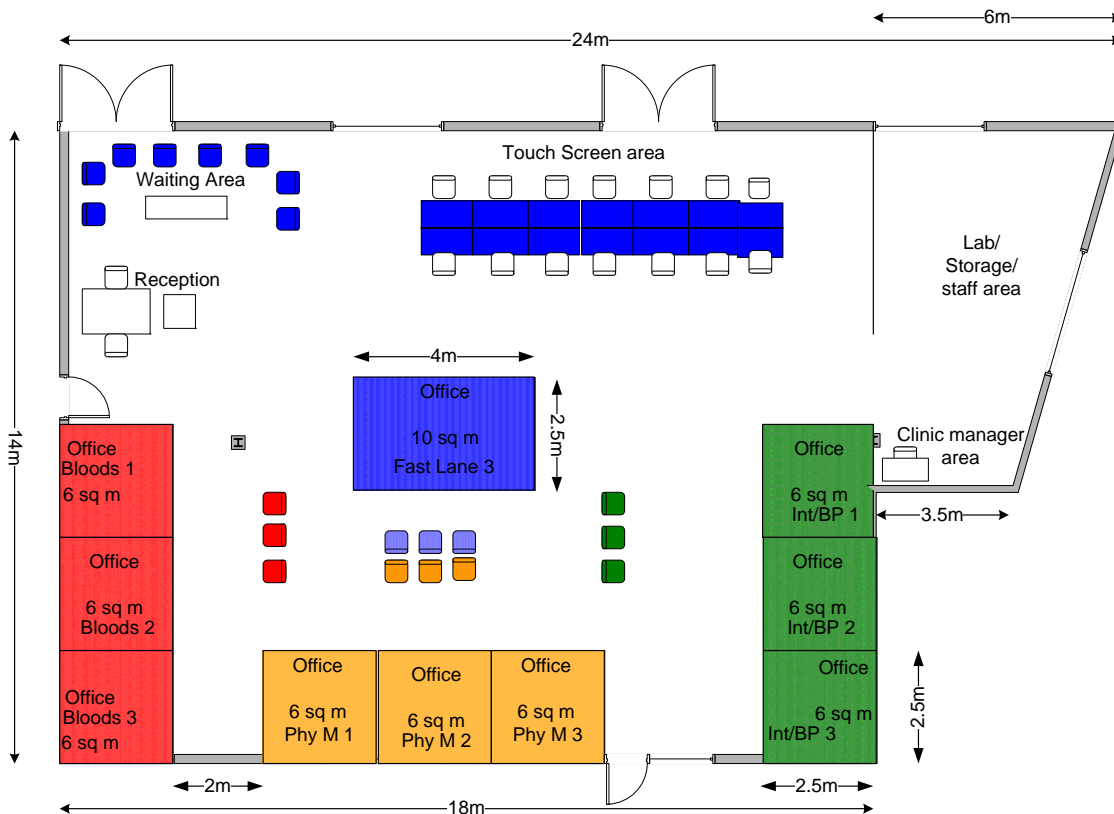 6m
24m
Touch Screen area
Waiting Area
Lab/
Storage/
staff area
Reception
4m
Office
10 sq m
Fast Lane 3
2.5m
14m
H
Office
Bloods 1
6 sq m
Office
6 sq m
Int/BP 1
H
Clinic manager
area
3.5m
Office
6 sq m
Bloods 2
Office
6 sq m
Int/BP 2
Office
Bloods 3
6 sq m
Office
6 sq m
Phy M 1
Office
6 sq m
Phy M 2
Office
6 sq m
Phy M 3
Office
6 sq m
Int/BP 3
2.5m
2m
2.5m
18m